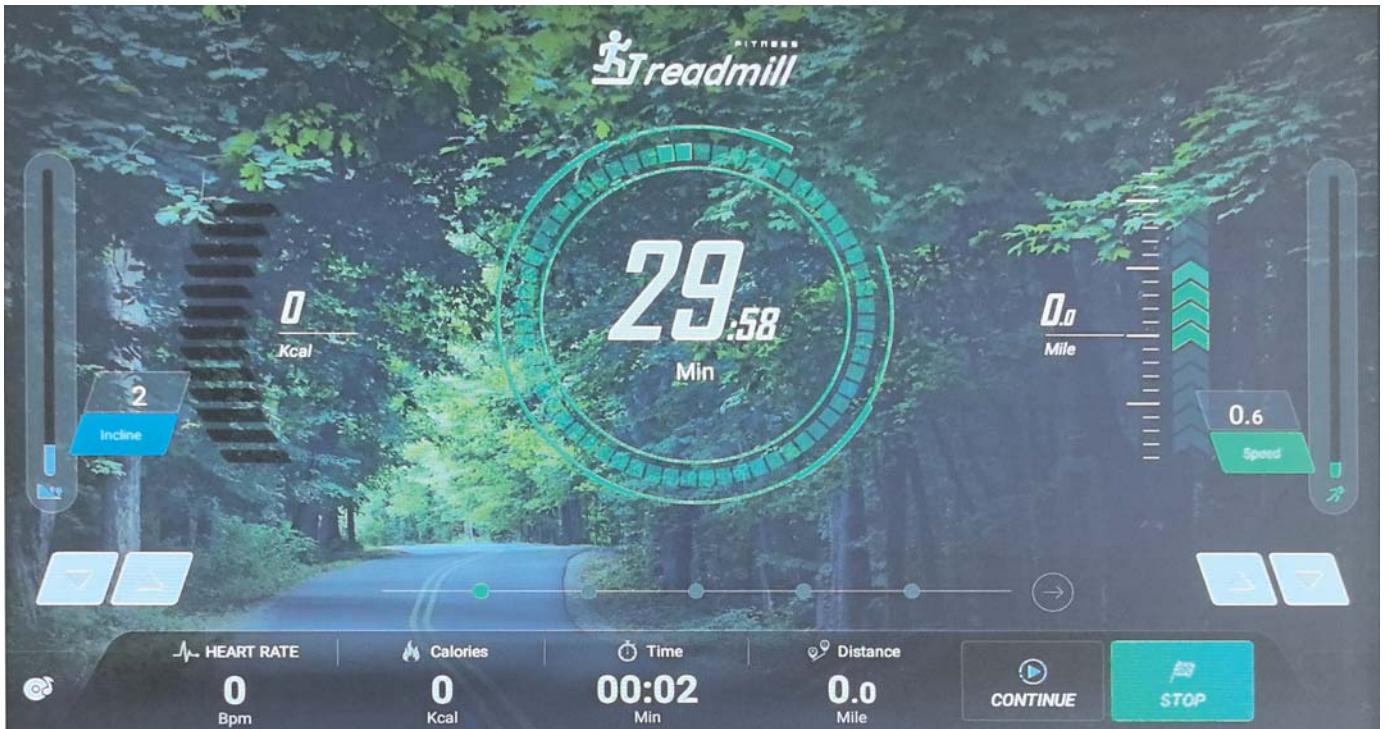 FITNESS
Treadmill
29:58
Min
0
Kcal
0.0
Mile
2
Incline
0.6
Speed
HEART RATE
0
Bpm
Calories
0
Kcal
Time
00:02
Min
Distance
0.0
Mile
CONTINUE
STOP